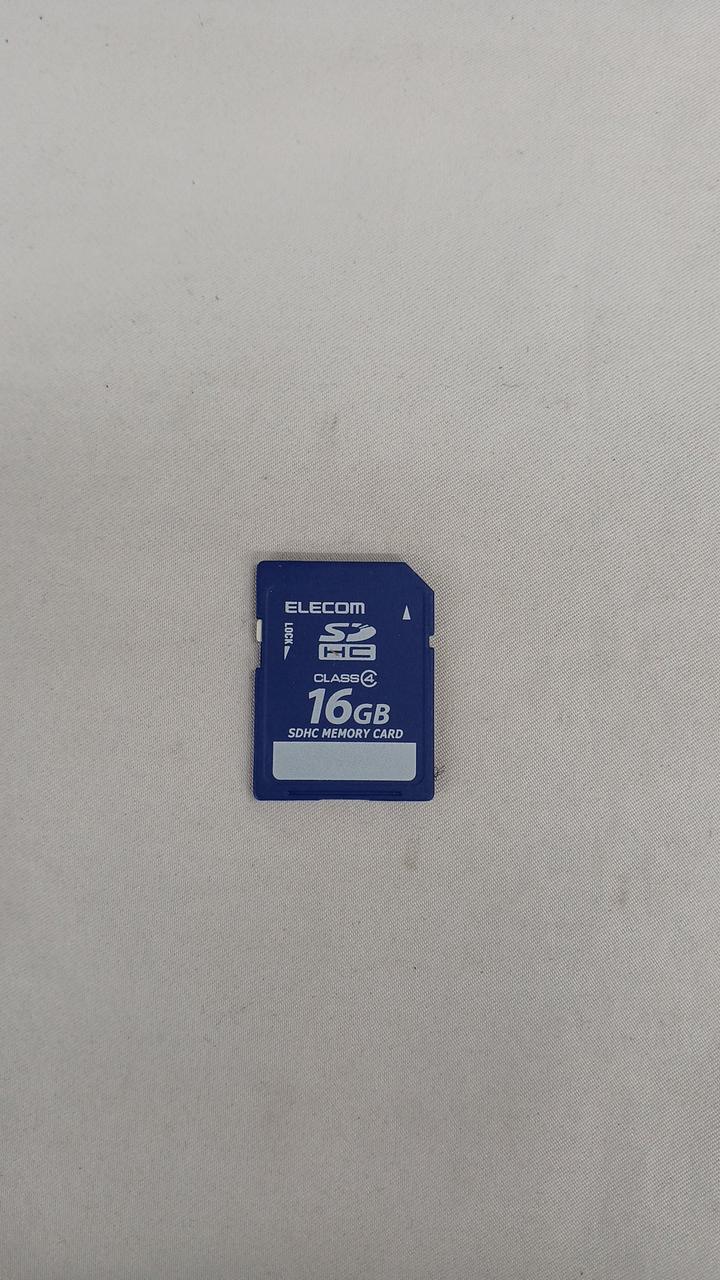 ELECOM
LOCK
SD
HC
CLASS4
16GB
SDHC MEMORY CARD